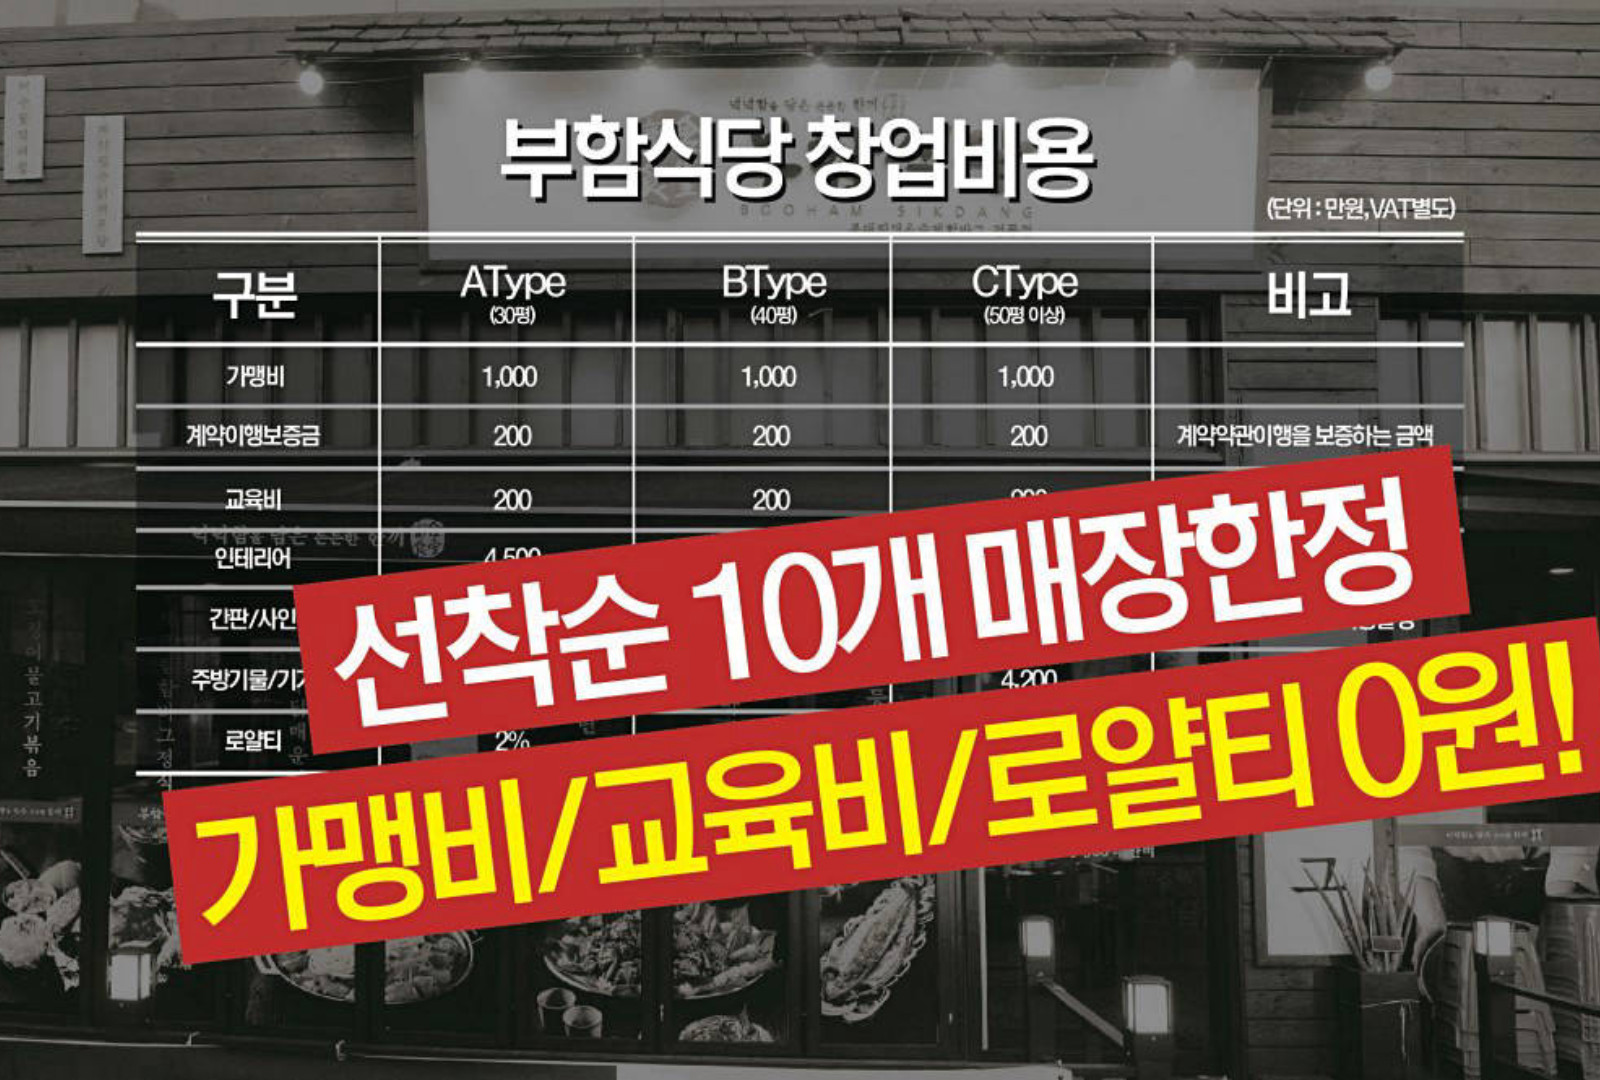 부함식당 창업비용
BOOHAM SIKDANG
(단위 : 만원, VAT별도)
구분 AType BType CType 비고
(30평) (40평) (50평 이상)
가맹비 1,000 1,000 1,000
계약이행보증금 200 200 200 계약약관이행을 보증하는 금액
교육비 200 200
인테리어 4,500
간판/사인
주방기물/기 4,200
로얄티 2%
선착순 10개 매장한정
가맹비/교육비/로얄티 0원!